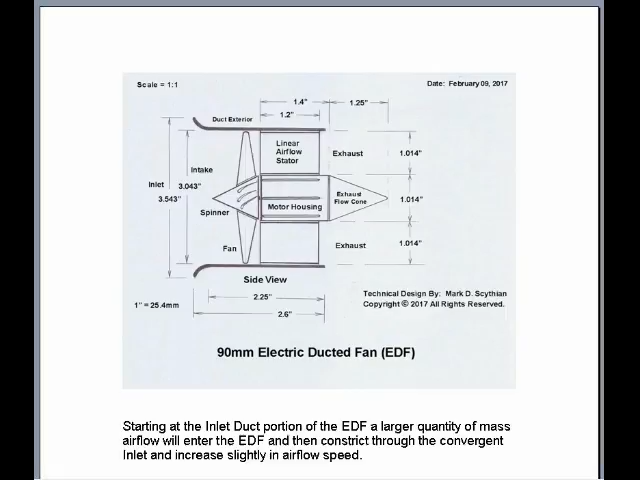 Scale = 1:1
Date: February 09, 2017
1.4"
1.25"
1.2"
Duct Exterior
Linear
Airflow
Stator
Exhaust
1.014"
Intake
Inlet
3.043"
3.543"
Spinner
Motor Housing
Exhaust
Flow Cone
1.014"
Fan
Exhaust
1.014"
Side View
2.25"
2.6"
1" = 25.4mm
Technical Design By: Mark D. Scythian
Copyright © 2017 All Rights Reserved.
90mm Electric Ducted Fan (EDF)
Starting at the Inlet Duct portion of the EDF a larger quantity of mass
airflow will enter the EDF and then constrict through the convergent
Inlet and increase slightly in airflow speed.